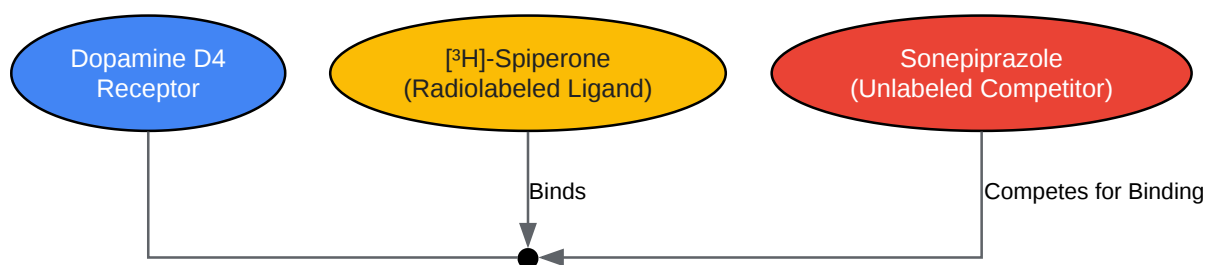 Dopamine D4
Receptor
[³H]-Spiperone
(Radiolabeled Ligand)
Sonepiprazole
(Unlabeled Competitor)
Binds
Competes for Binding